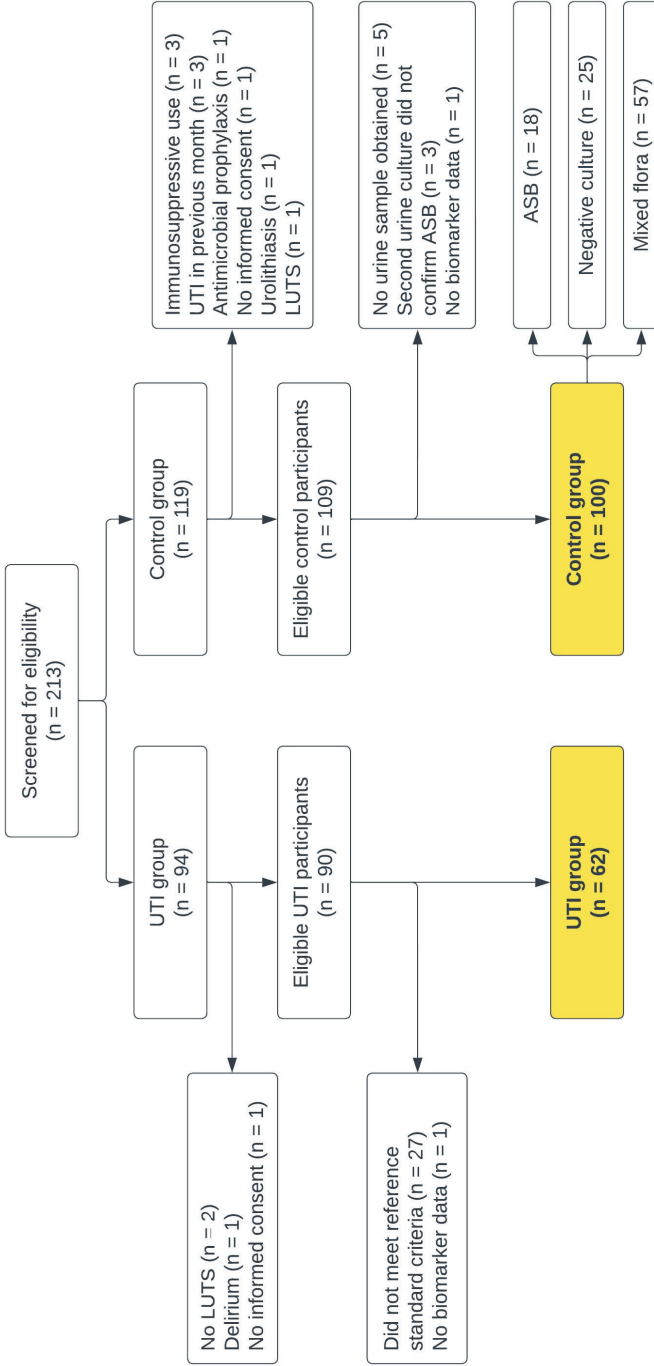 Screened for eligibility
(n = 213)
UTI group
(n = 94)
Control group
(n = 119)
No LUTS (n = 2)
Delirium (n = 1)
No informed consent (n = 1)
Immunosuppressive use (n = 3)
UTI in previous month (n = 3)
Antimicrobial prophylaxis (n = 1)
No informed consent (n = 1)
Urolithiasis (n = 1)
LUTS (n = 1)
Eligible UTI participants
(n = 90)
Eligible control participants
(n = 109)
Did not meet reference
standard criteria (n = 27)
No biomarker data (n = 1)
No urine sample obtained (n = 5)
Second urine culture did not
confirm ASB (n = 3)
No biomarker data (n = 1)
UTI group
(n = 62)
Control group
(n = 100)
ASB (n = 18)
Negative culture (n = 25)
Mixed flora (n = 57)